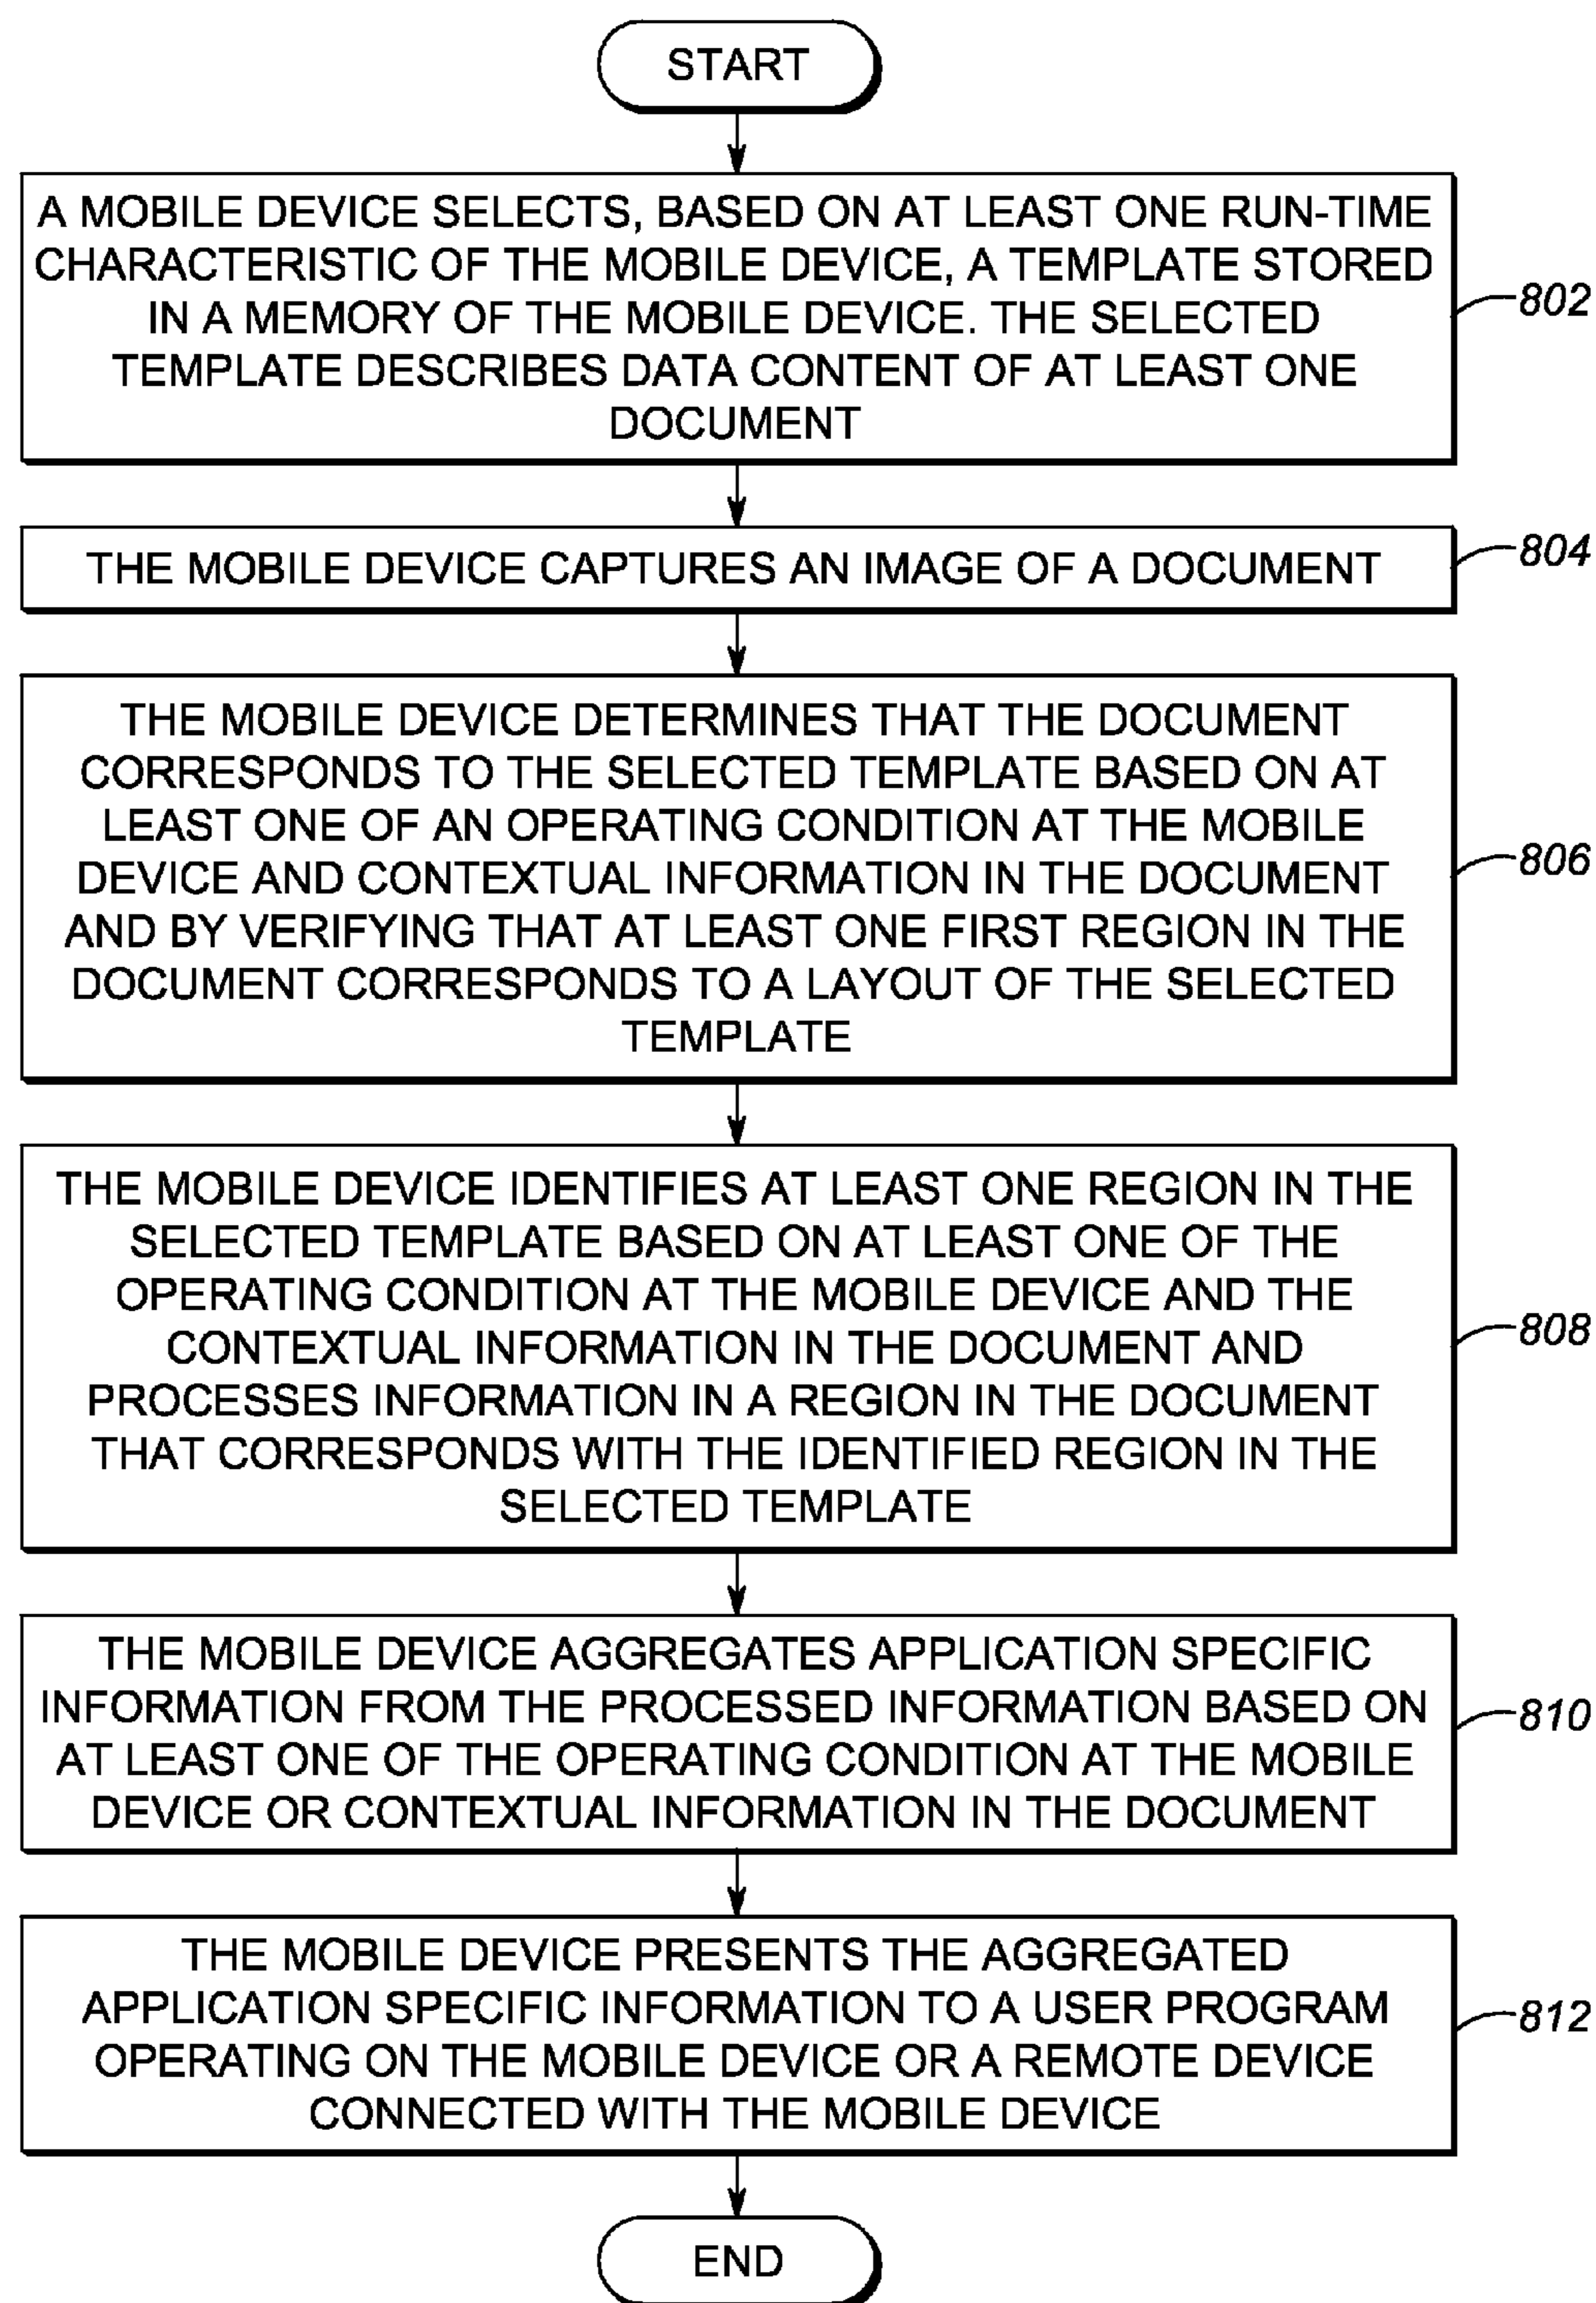 START
A MOBILE DEVICE SELECTS, BASED ON AT LEAST ONE RUN-TIME
CHARACTERISTIC OF THE MOBILE DEVICE, A TEMPLATE STORED
IN A MEMORY OF THE MOBILE DEVICE. THE SELECTED
TEMPLATE DESCRIBES DATA CONTENT OF AT LEAST ONE
DOCUMENT
802
THE MOBILE DEVICE CAPTURES AN IMAGE OF A DOCUMENT
804
THE MOBILE DEVICE DETERMINES THAT THE DOCUMENT
CORRESPONDS TO THE SELECTED TEMPLATE BASED ON AT
LEAST ONE OF AN OPERATING CONDITION AT THE MOBILE
DEVICE AND CONTEXTUAL INFORMATION IN THE DOCUMENT
AND BY VERIFYING THAT AT LEAST ONE FIRST REGION IN THE
DOCUMENT CORRESPONDS TO A LAYOUT OF THE SELECTED
TEMPLATE
806
THE MOBILE DEVICE IDENTIFIES AT LEAST ONE REGION IN THE
SELECTED TEMPLATE BASED ON AT LEAST ONE OF THE
OPERATING CONDITION AT THE MOBILE DEVICE AND THE
CONTEXTUAL INFORMATION IN THE DOCUMENT AND
PROCESSES INFORMATION IN A REGION IN THE DOCUMENT
THAT CORRESPONDS WITH THE IDENTIFIED REGION IN THE
SELECTED TEMPLATE
808
THE MOBILE DEVICE AGGREGATES APPLICATION SPECIFIC
INFORMATION FROM THE PROCESSED INFORMATION BASED ON
AT LEAST ONE OF THE OPERATING CONDITION AT THE MOBILE
DEVICE OR CONTEXTUAL INFORMATION IN THE DOCUMENT
810
THE MOBILE DEVICE PRESENTS THE AGGREGATED
APPLICATION SPECIFIC INFORMATION TO A USER PROGRAM
OPERATING ON THE MOBILE DEVICE OR A REMOTE DEVICE
CONNECTED WITH THE MOBILE DEVICE
812
END